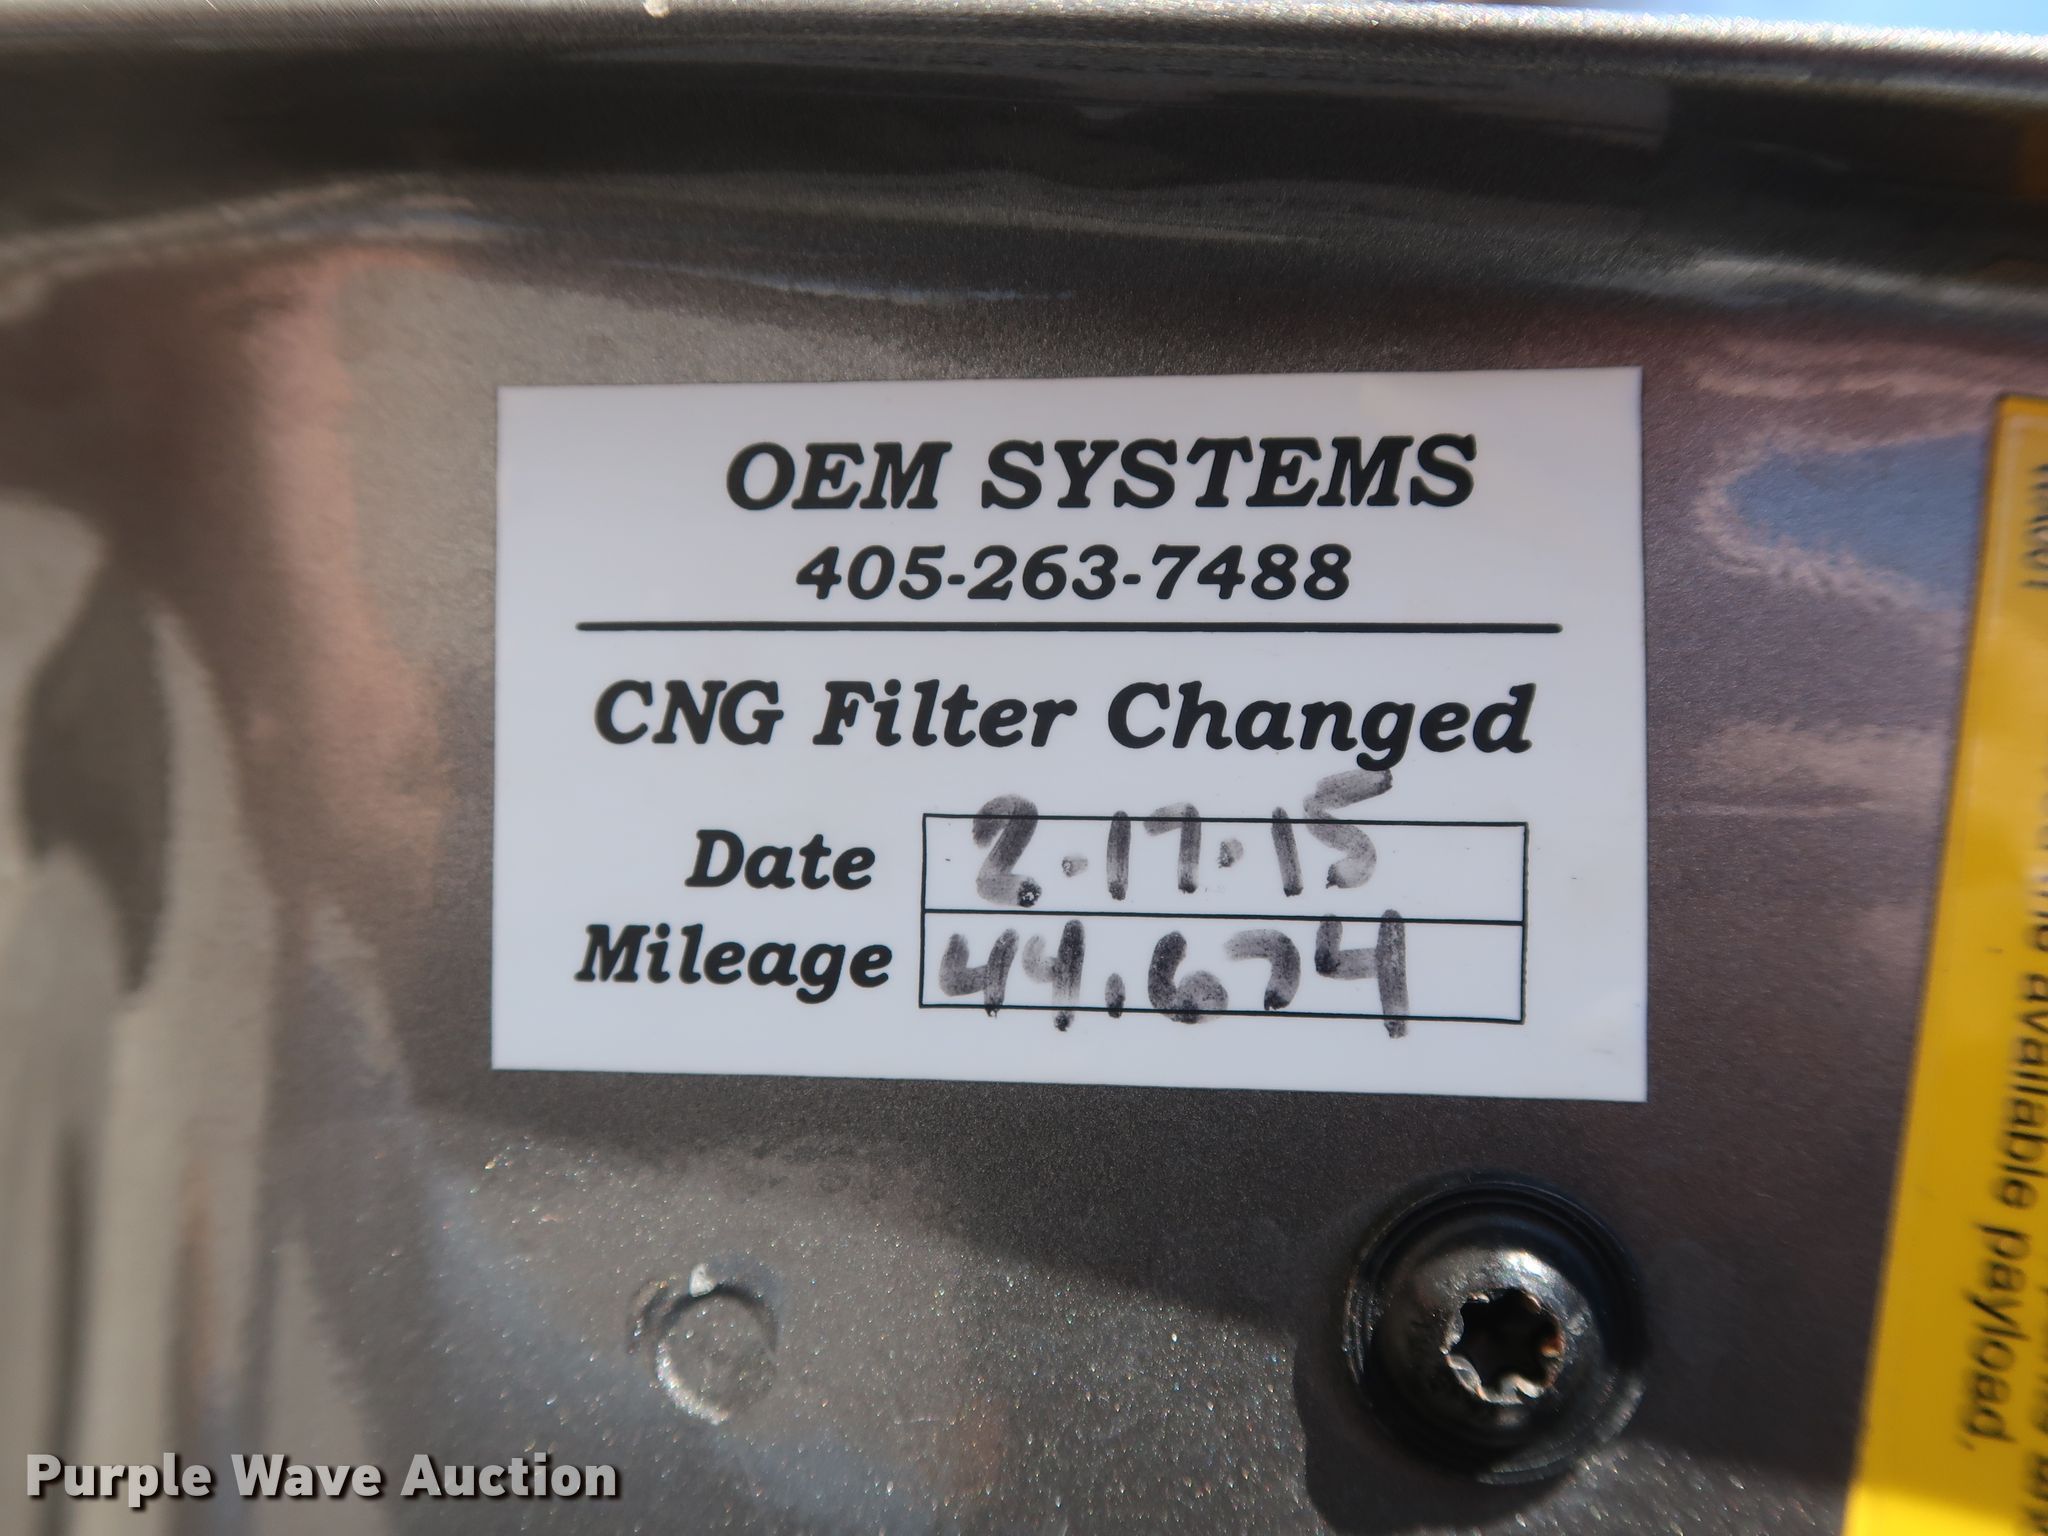 OEM SYSTEMS
405-263-7488
CNG Filter Changed
Date 2.17.15
Mileage 44,674
available payload,
Purple Wave Auction